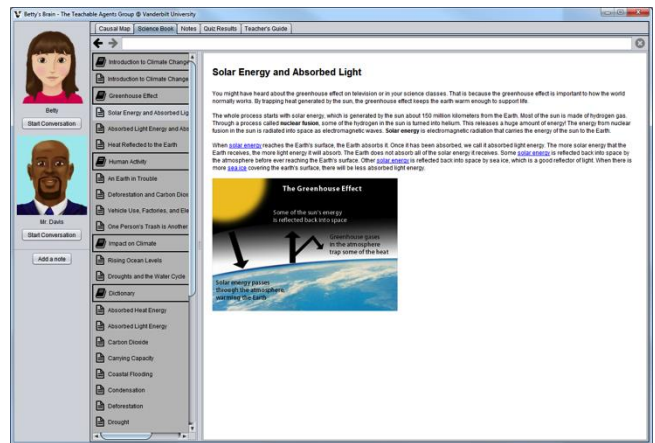 Betty's Brain - The Teachable Agents Group @ Vanderbilt University
Causal Map
Science Book
Notes
Quiz Results
Teacher's Guide
Betty
Start Conversation
Mr. Davis
Start Conversation
Add a note
Introduction to Climate Change
Introduction to Climate Change
Greenhouse Effect
Solar Energy and Absorbed Lig
Absorbed Light Energy and Abs
Heat Reflected to the Earth
Human Activity
An Earth in Trouble
Deforestation and Carbon Diox
Vehicle Use, Factories, and Ele
One Person's Trash is Another
Impact on Climate
Rising Ocean Levels
Droughts and the Water Cycle
Dictionary
Absorbed Heat Energy
Absorbed Light Energy
Carbon Dioxide
Carrying Capacity
Coastal Flooding
Condensation
Deforestation
Drought
Solar Energy and Absorbed Light
You might have heard about the greenhouse effect on television or in your science classes. That is because the greenhouse effect is important to how the world
normally works. By trapping heat generated by the sun, the greenhouse effect keeps the earth warm enough to support life.
The whole process starts with solar energy, which is generated by the sun about 150 million kilometers from the Earth. Most of the sun is made of hydrogen gas.
Through a process called nuclear fusion, some of the hydrogen in the sun is turned into helium. This releases a huge amount of energy! The energy from nuclear
fusion in the sun is radiated into space as electromagnetic waves. Solar energy is electromagnetic radiation that carries the energy of the sun to the Earth.
When solar energy reaches the Earth's surface, the Earth absorbs it. Once it has been absorbed, we call it absorbed light energy. The more solar energy that the
Earth receives, the more light energy it will absorb. The Earth does not absorb all of the solar energy it receives. Some solar energy is reflected back into space by
the atmosphere before ever reaching the Earth's surface. Other solar energy is reflected back into space by sea ice, which is a good reflector of light. When there is
more sea ice covering the earth's surface, there will be less absorbed light energy.
The Greenhouse Effect
Some of the sun's energy
is reflected back into space
Greenhouse gases
in the atmosphere
trap some of the heat
Solar energy passes
through the atmosphere,
warming the Earth